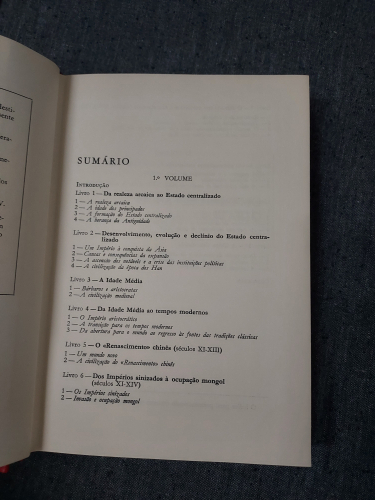 SUMÁRIO
1.º VOLUME
INTRODUÇÃO
LIVRO 1 — Da realeza arcaica ao Estado centralizado
1 — A realeza arcaica
2 — A idade dos principados
3 — A formação do Estado centralizado
4 — A herança da Antiguidade
LIVRO 2 — Desenvolvimento, evolução e declínio do Estado centra-
lizado
1 — Um Império à conquista da Ásia
2 — Causas e consequências da expansão
3 — A ascensão dos notáveis e a crise das instituições políticas
4 — A civilização da época dos Han
LIVRO 3 — A Idade Média
1 — Bárbaros e aristocratas
2 — A civilização medieval
LIVRO 4 — Da Idade Média ao tempos modernos
1 — O Império aristocrático
2 — A transição para os tempos modernos
3 — Da abertura para o mundo ao regresso às fontes das tradições clássicas
LIVRO 5 — O «Renascimento» chinês (séculos XI-XIII)
1 — Um mundo novo
2 — A civilização do «Renascimento» chinês
LIVRO 6 — Dos Impérios sinizados à ocupação mongol
(séculos XI-XIV)
1 — Os Impérios sinizados
2 — Invasão e ocupação mongol